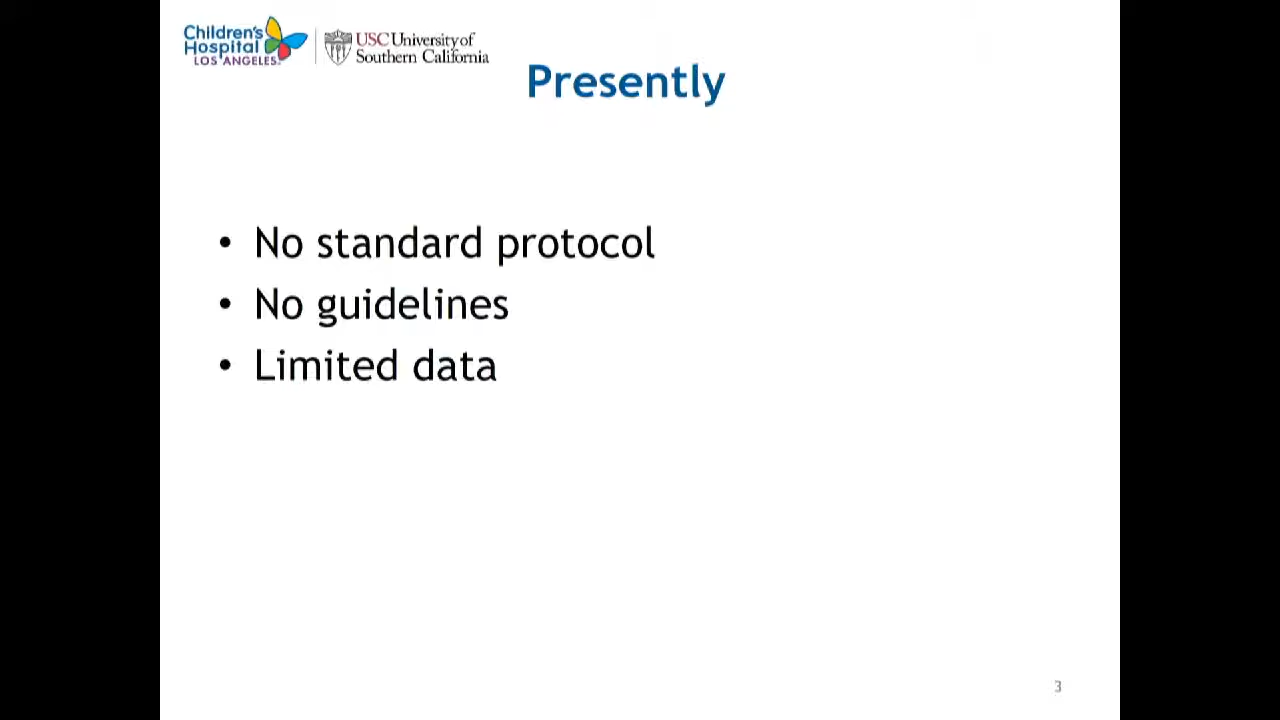 Children's
Hospital
LOS ANGELES
USC University of
Southern California
Presently
• No standard protocol
• No guidelines
• Limited data
3